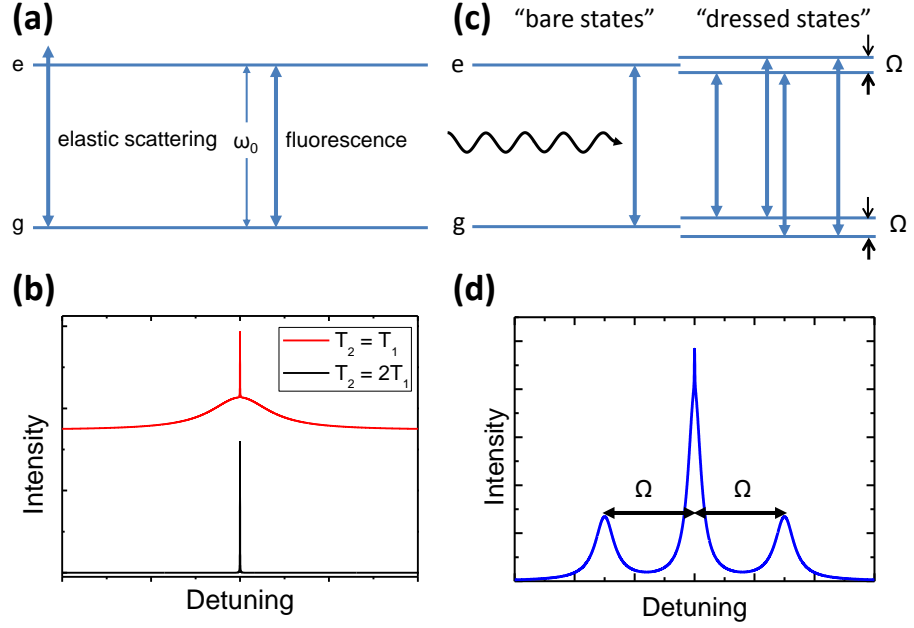 (a)
e
elastic scattering
ω₀
fluorescence
g
(b)
T₂ = T₁
T₂ = 2T₁
Intensity
Detuning
(c)
“bare states”
“dressed states”
e
Ω
g
Ω
(d)
Ω
Ω
Intensity
Detuning